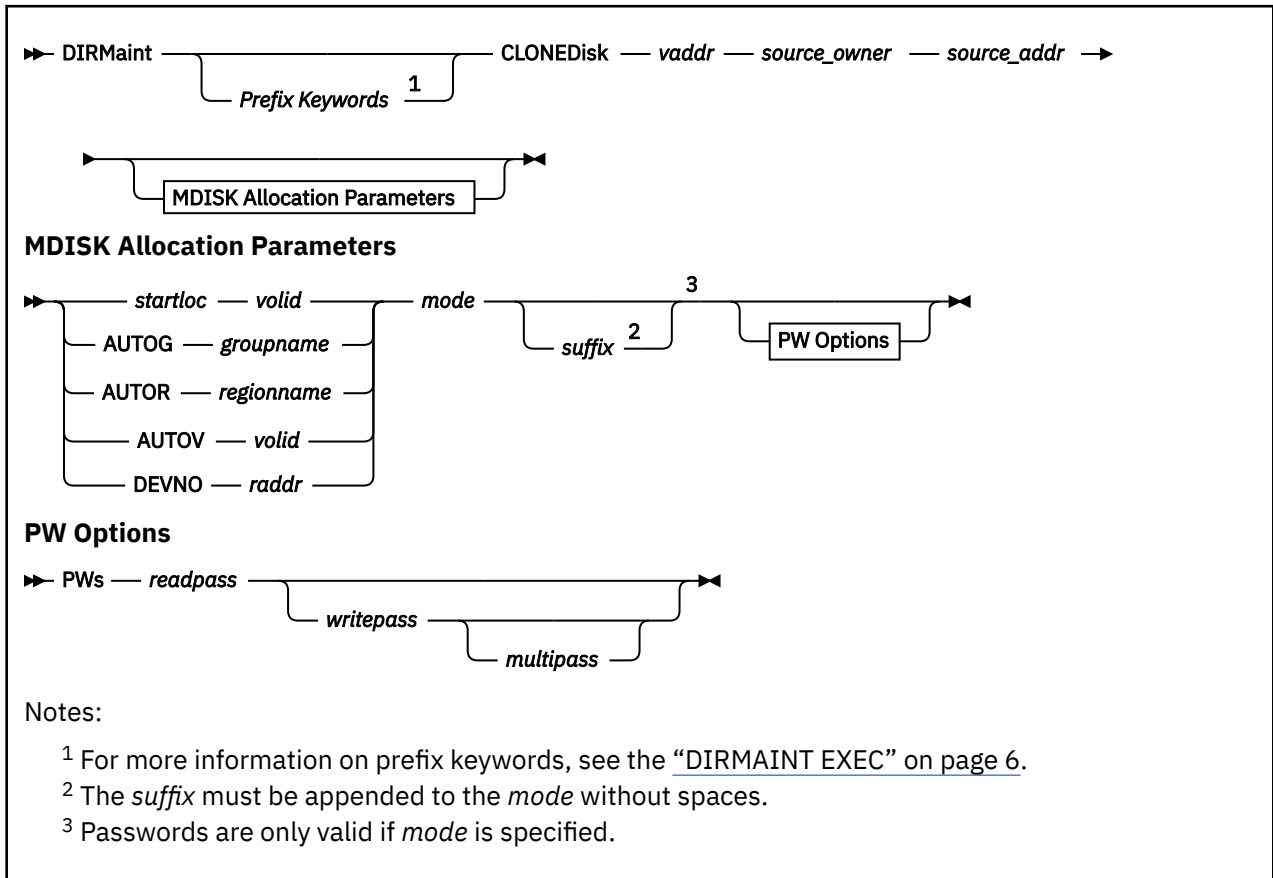 DIRMaint CLONEDisk vaddr source_owner source_addr
Prefix Keywords 1
MDISK Allocation Parameters
MDISK Allocation Parameters
startloc volid mode 3
suffix 2 PW Options
AUTOG groupname
AUTOR regionname
AUTOV volid
DEVNO raddr
PW Options
PWs readpass
writepass
multipass
Notes:
1 For more information on prefix keywords, see the “DIRMAINT EXEC” on page 6.
2 The suffix must be appended to the mode without spaces.
3 Passwords are only valid if mode is specified.